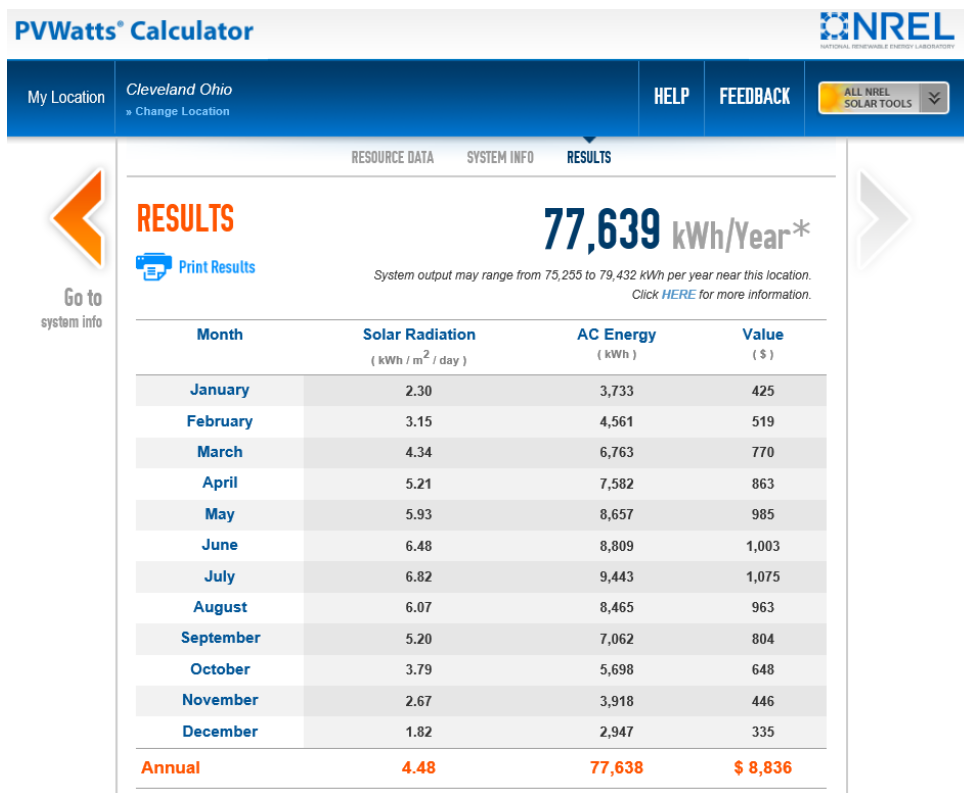 PVWatts® Calculator
NREL
NATIONAL RENEWABLE ENERGY LABORATORY
My Location
Cleveland Ohio
» Change Location
HELP
FEEDBACK
ALL NREL
SOLAR TOOLS
RESOURCE DATA SYSTEM INFO RESULTS
RESULTS
77,639 kWh/Year*
Print Results
System output may range from 75,255 to 79,432 kWh per year near this location.
Click HERE for more information.
Go to
system info
Month Solar Radiation AC Energy Value
( kWh / m2 / day ) ( kWh ) ( $ )
January 2.30 3,733 425
February 3.15 4,561 519
March 4.34 6,763 770
April 5.21 7,582 863
May 5.93 8,657 985
June 6.48 8,809 1,003
July 6.82 9,443 1,075
August 6.07 8,465 963
September 5.20 7,062 804
October 3.79 5,698 648
November 2.67 3,918 446
December 1.82 2,947 335
Annual 4.48 77,638 $ 8,836